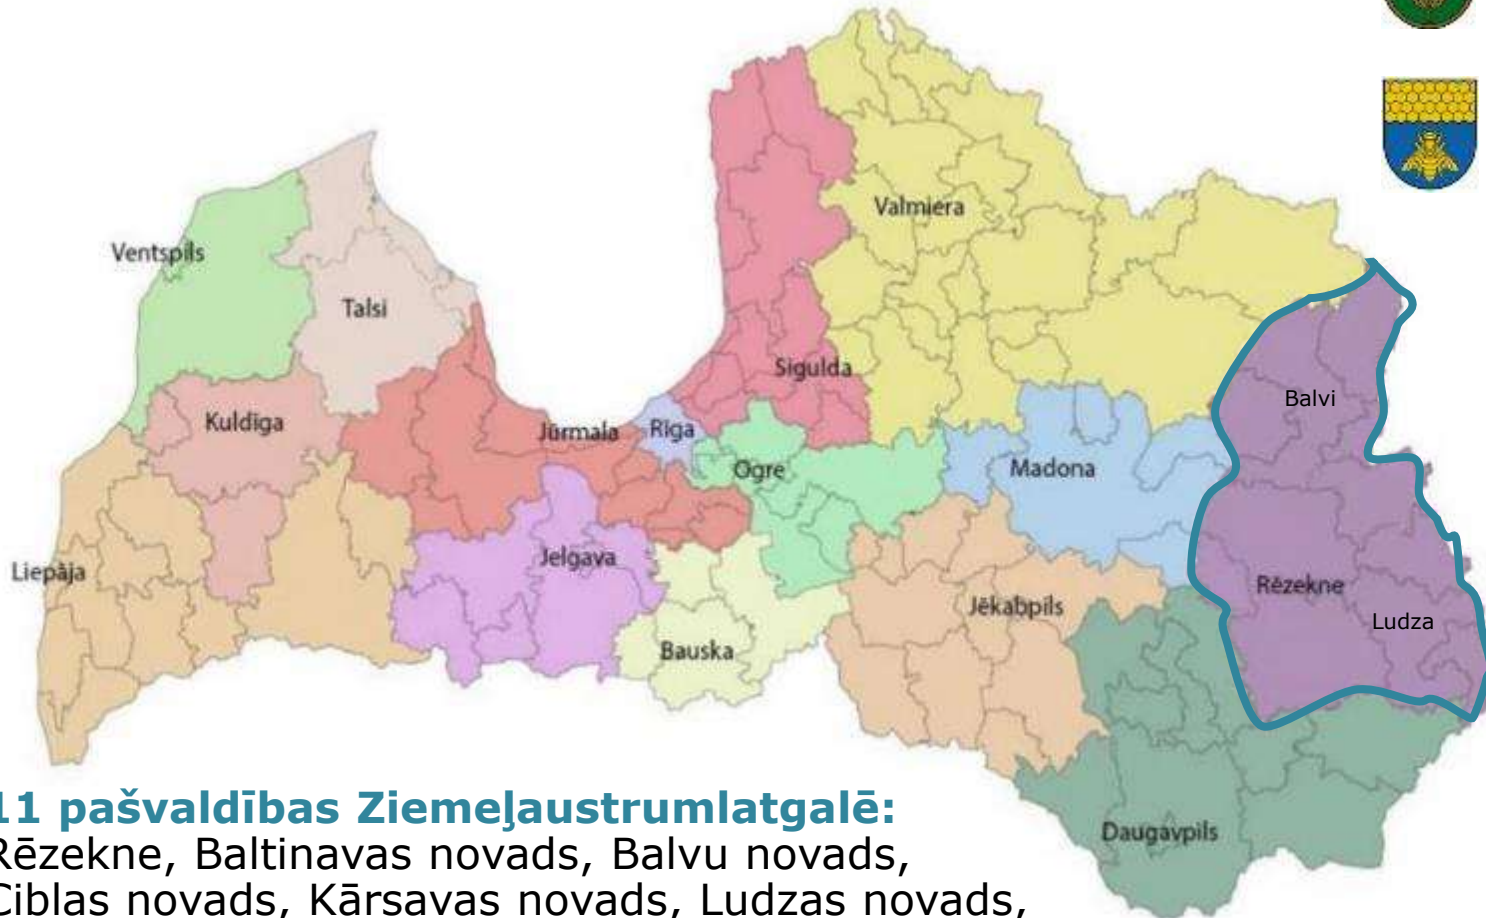 Valmiera
Ventspils
Talsi
Sigulda
Balvi
Kuldīga
Jūrmala
Rīga
Ogre
Madona
Jelgava
Liepāja
Rēzekne
Jēkabpils
Ludza
Bauska
11 pašvaldības Ziemeļaustrumlatgalē:
Daugavpils
Rēzekne, Baltinavas novads, Balvu novads,
Ciblas novads, Kārsavas novads, Ludzas novads,